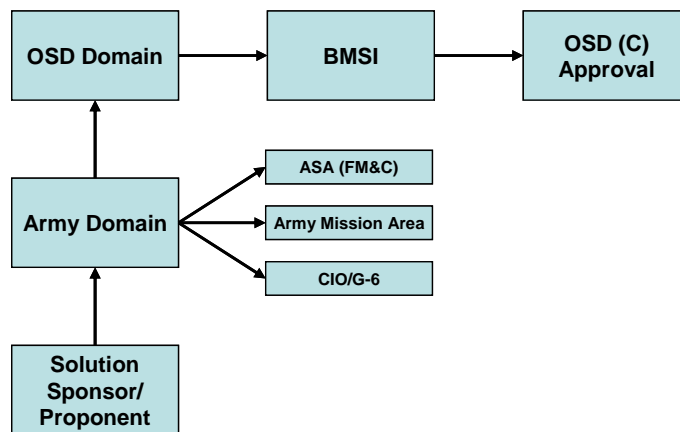 OSD Domain
BMSI
OSD (C)
Approval
ASA (FM&C)
Army Domain
Army Mission Area
CIO/G-6
Solution
Sponsor/
Proponent